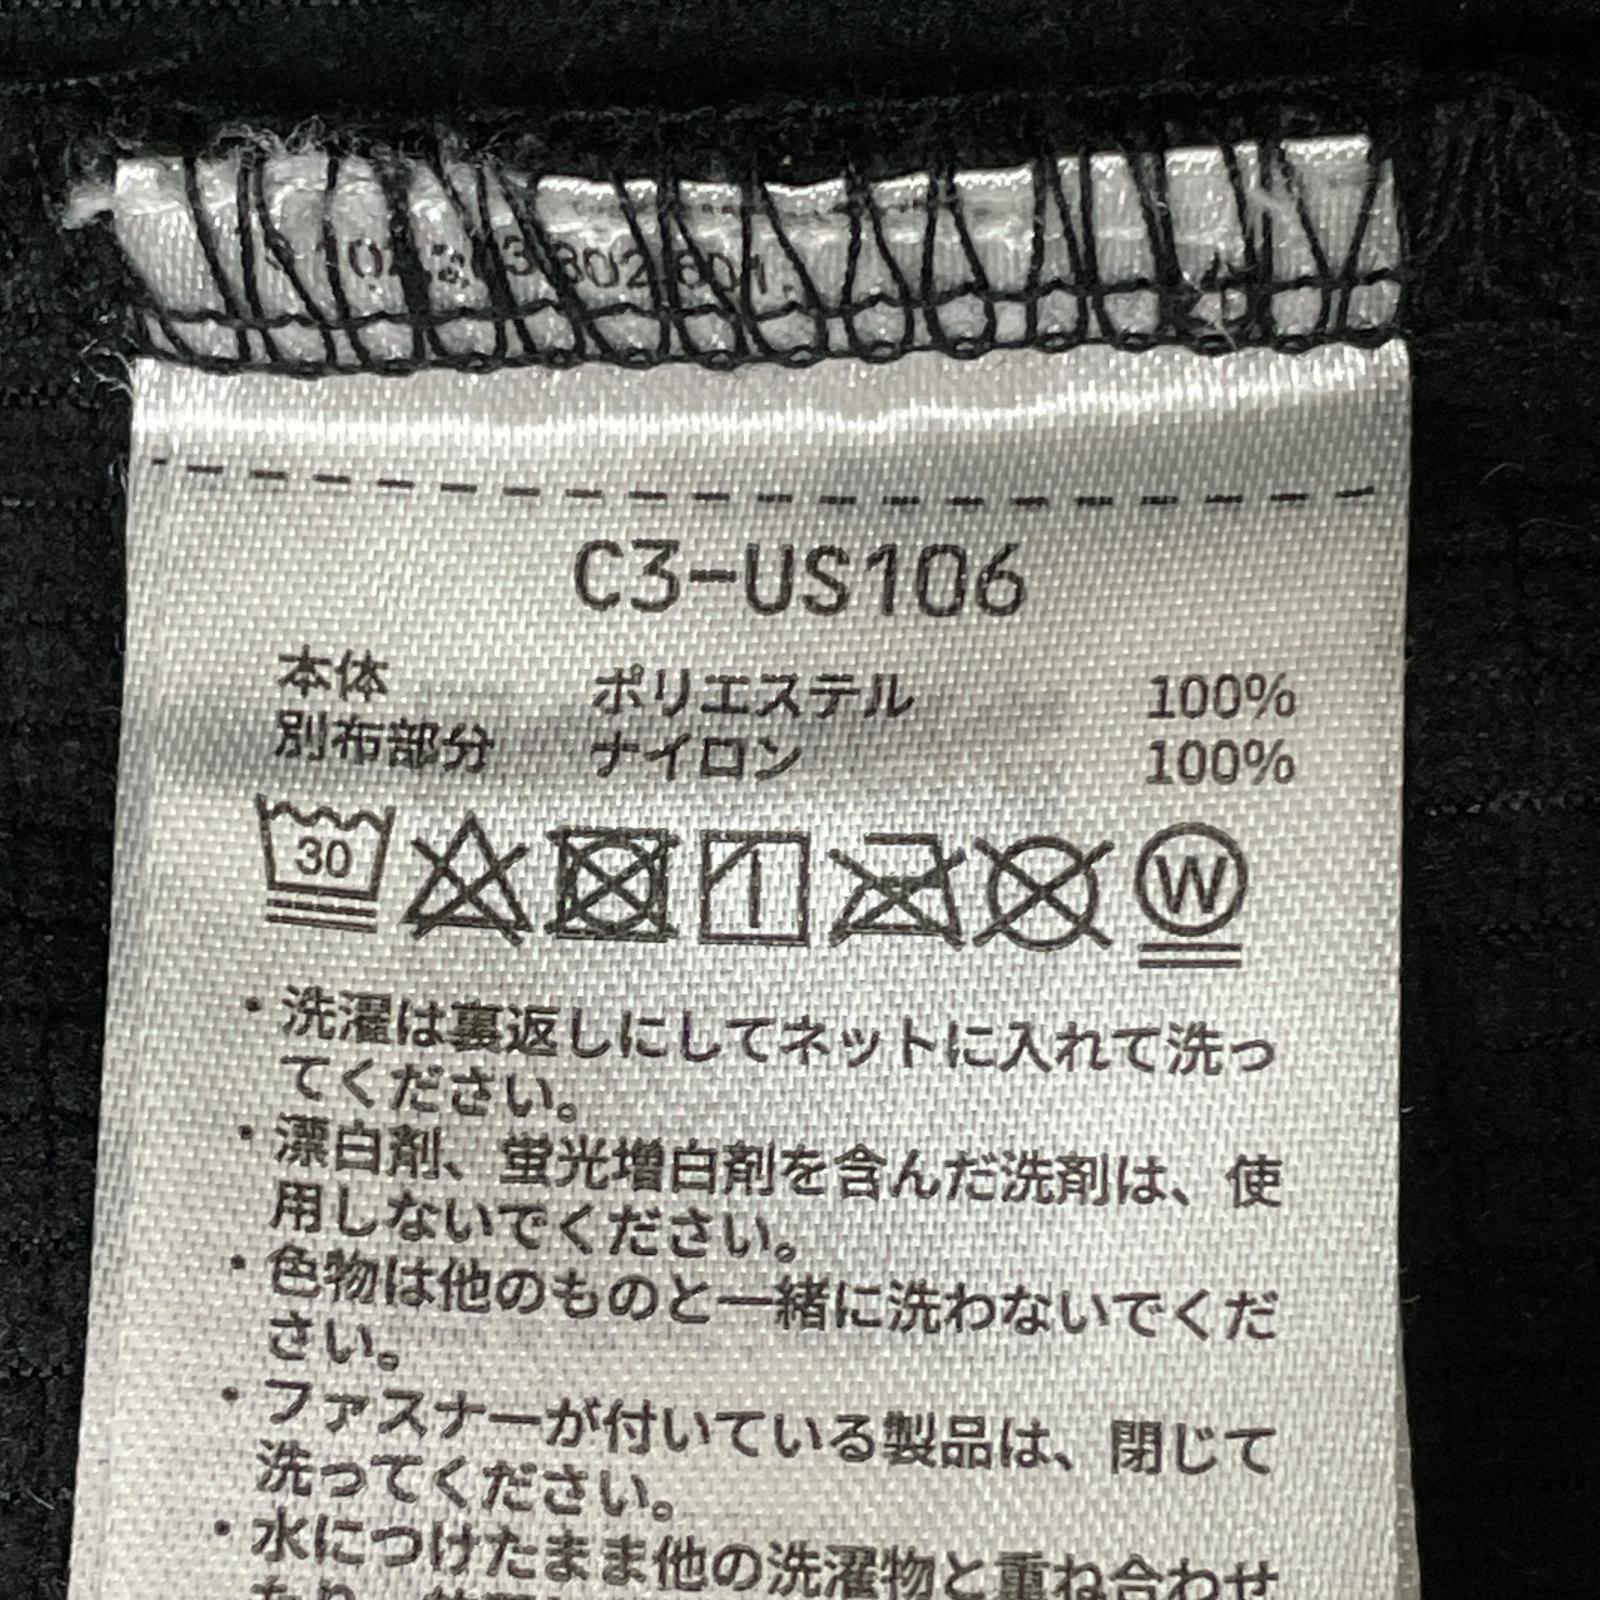 C3-US106
本体 ポリエステル 100%
別布部分 ナイロン 100%
30 W
・洗濯は裏返しにしてネットに入れて洗っ
てください。
・漂白剤、蛍光増白剤を含んだ洗剤は、使
用しないでください。
・色物は他のものと一緒に洗わないでくだ
さい。
・ファスナーが付いている製品は、閉じて
洗ってください。
・水につけたまま他の洗濯物と重ね合わせ